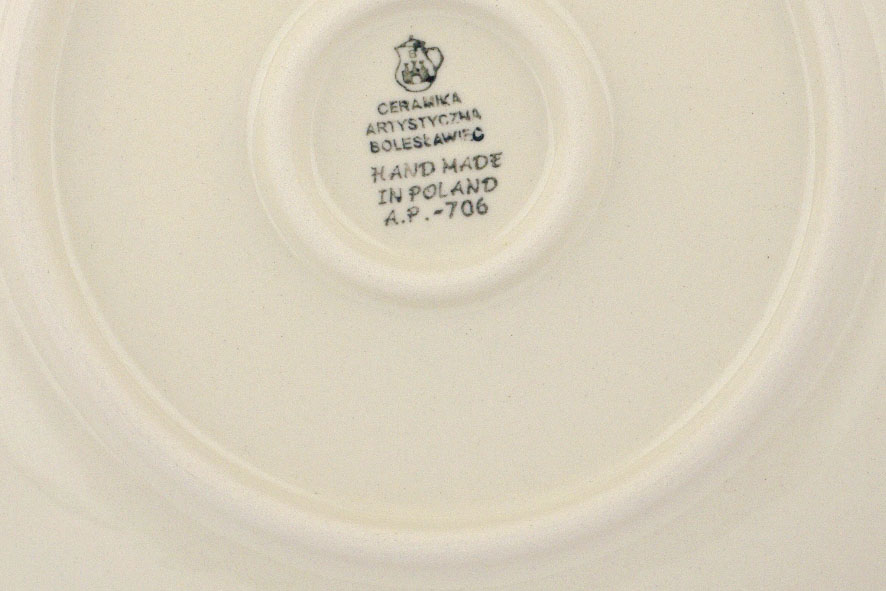 B
CERAMIKA
ARTYSTYCZNA
BOLESŁAWIEC
HAND MADE
IN POLAND
A.P.-706